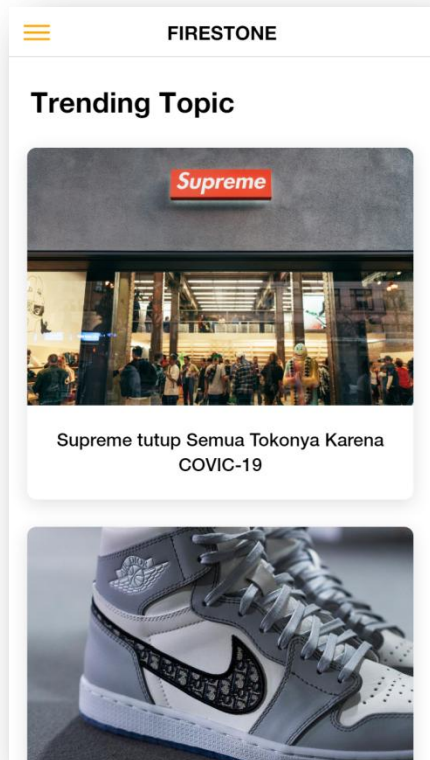 FIRESTONE
Trending Topic
Supreme
Supreme tutup Semua Tokonya Karena
COVIC-19